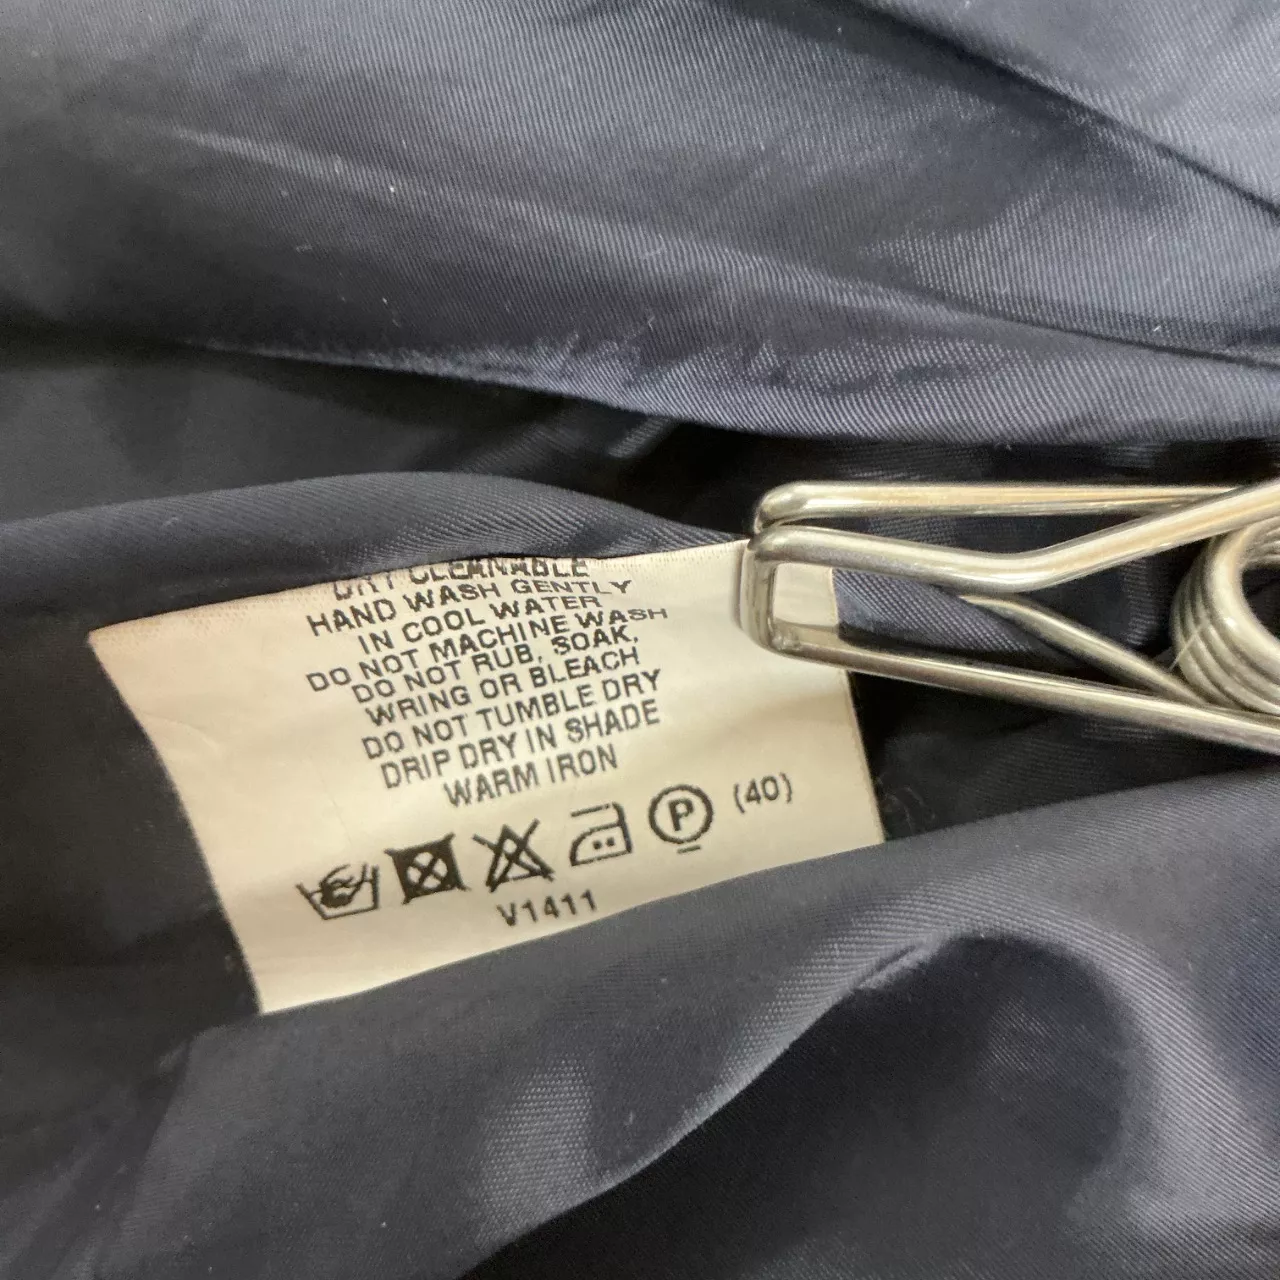 DRY CLEANABLE
HAND WASH GENTLY
IN COOL WATER
DO NOT MACHINE WASH
DO NOT RUB, SOAK,
WRING OR BLEACH
DO NOT TUMBLE DRY
DRIP DRY IN SHADE
WARM IRON
P (40)
V1411